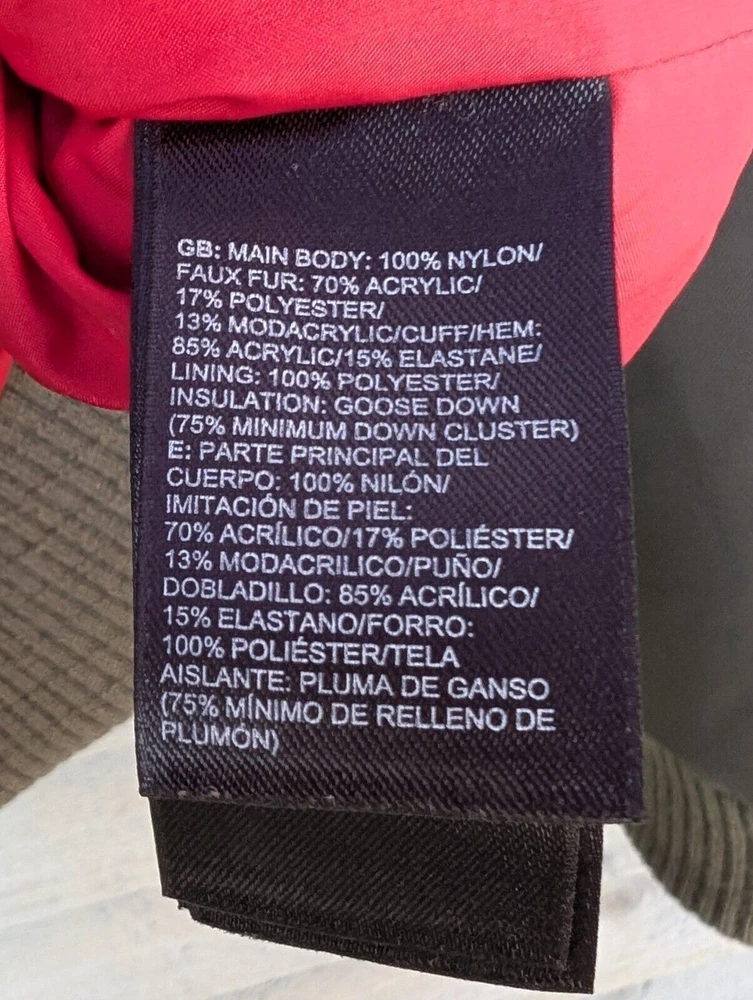 GB: MAIN BODY: 100% NYLON/
FAUX FUR: 70% ACRYLIC/
17% POLYESTER/
13% MODACRYLIC/CUFF/HEM:
85% ACRYLIC/15% ELASTANE/
LINING: 100% POLYESTER/
INSULATION: GOOSE DOWN
(75% MINIMUM DOWN CLUSTER)
E: PARTE PRINCIPAL DEL
CUERPO: 100% NILÓN/
IMITACIÓN DE PIEL:
70% ACRÍLICO/17% POLIÉSTER/
13% MODACRILICO/PUÑO/
DOBLADILLO: 85% ACRÍLICO/
15% ELASTANO/FORRO:
100% POLIÉSTER/TELA
AISLANTE: PLUMA DE GANSO
(75% MÍNIMO DE RELLENO DE
PLUMÓN)